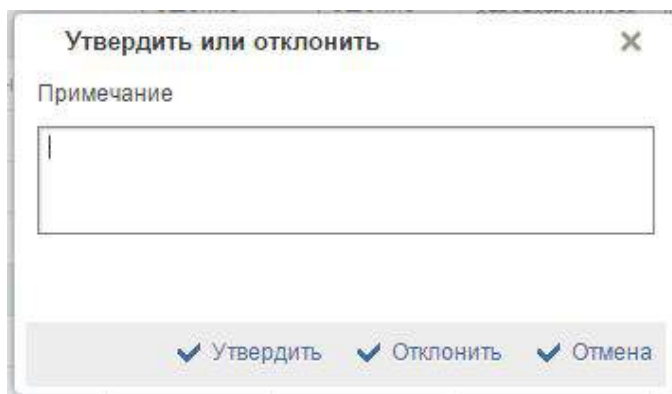 Утвердить или отклонить
Примечание
Утвердить Отклонить Отмена